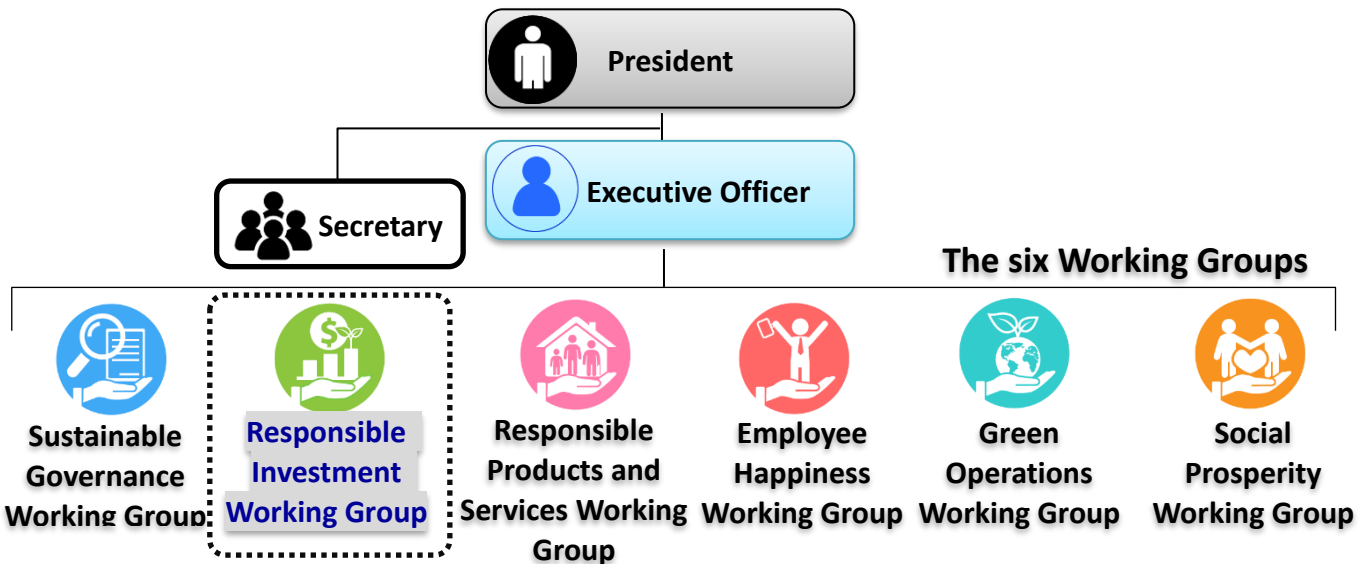 President
Executive Officer
Secretary
The six Working Groups
Sustainable
Governance
Working Group
Responsible
Investment
Working Group
Responsible
Products and
Services Working
Group
Employee
Happiness
Working Group
Green
Operations
Working Group
Social
Prosperity
Working Group
$